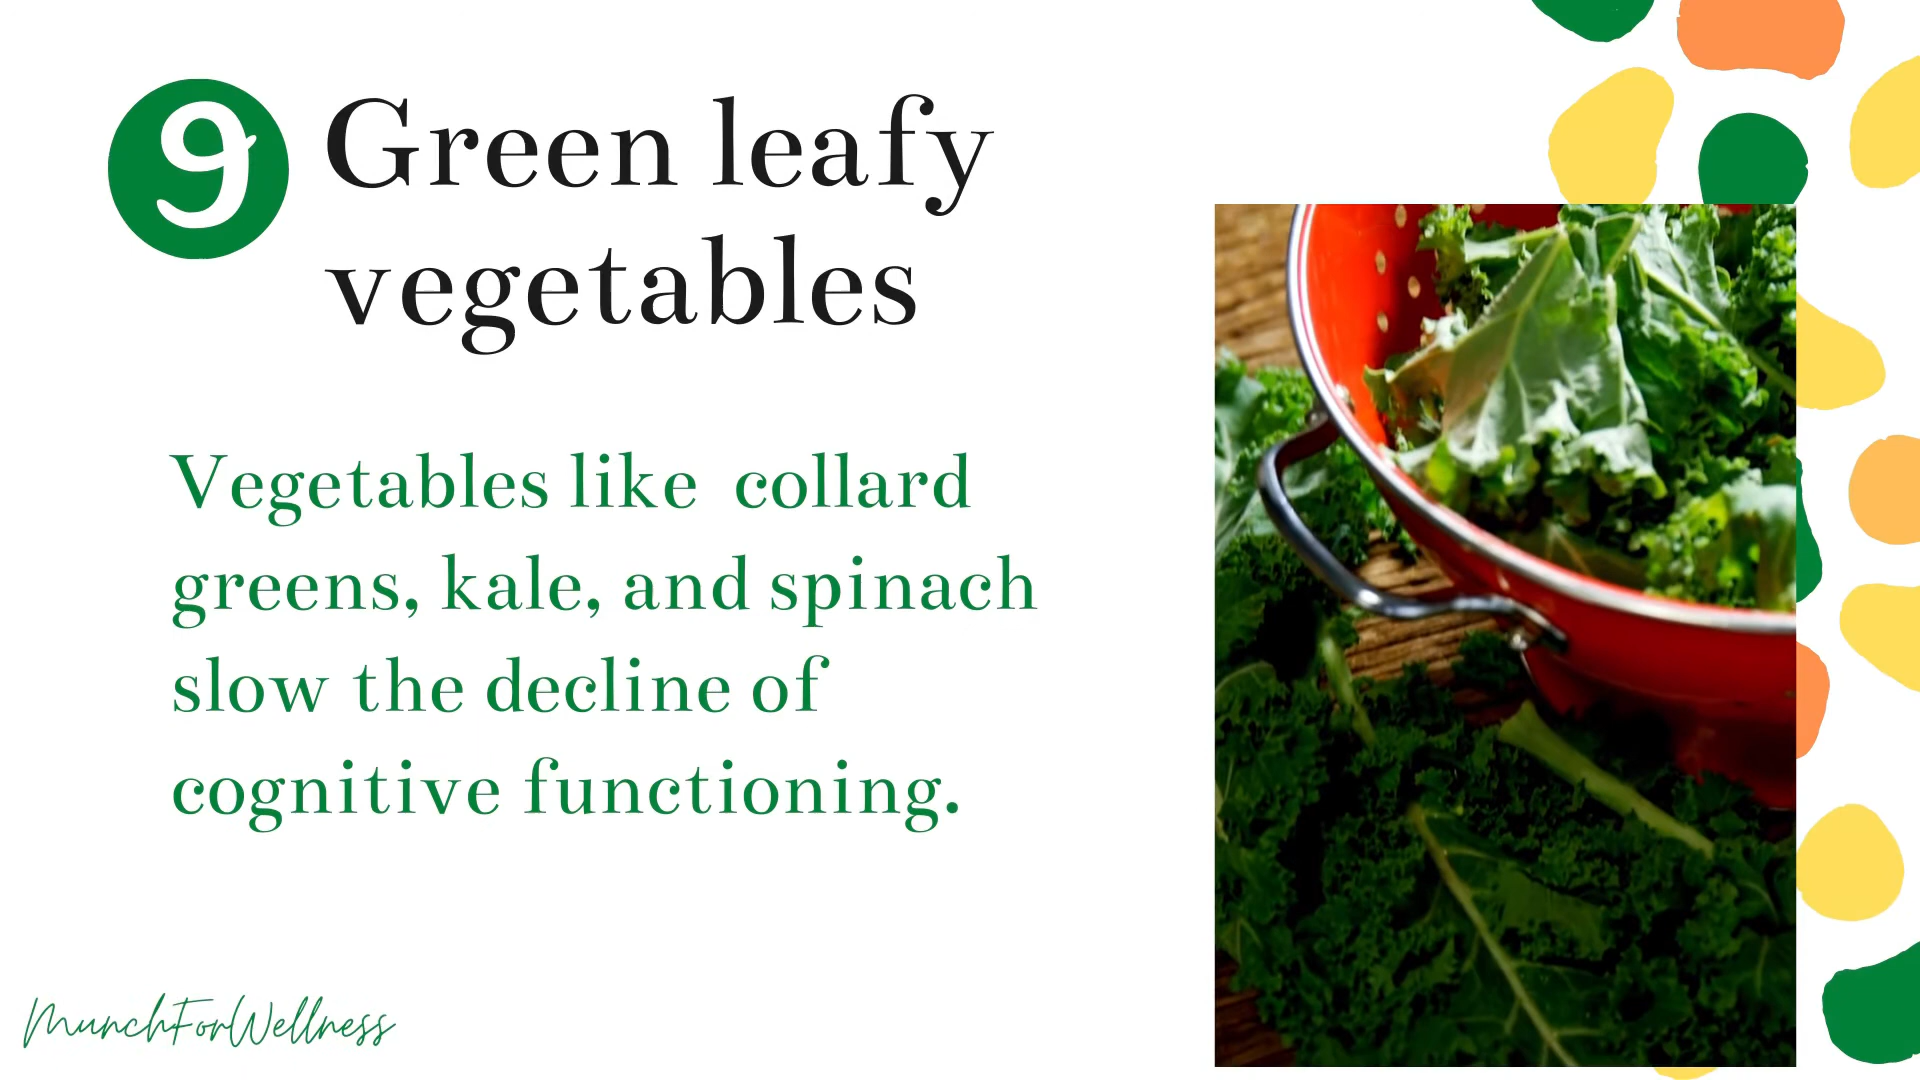 9
Green leafy
vegetables
Vegetables like collard
greens, kale, and spinach
slow the decline of
cognitive functioning.
MunchForWellness